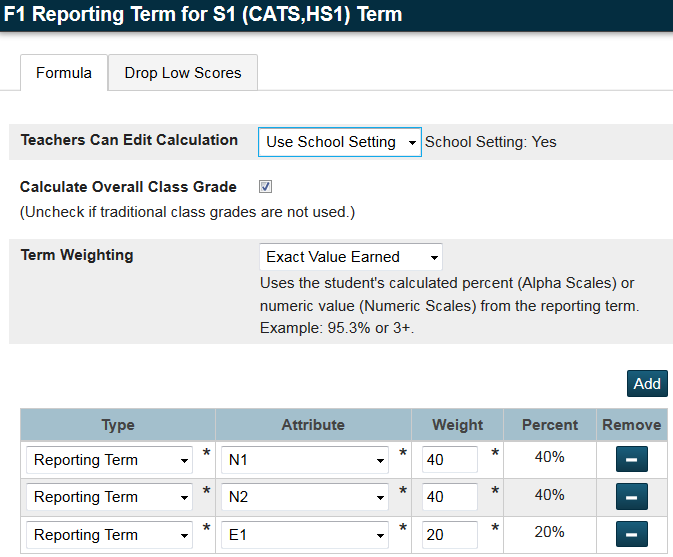 F1 Reporting Term for S1 (CATS,HS1) Term
Formula Drop Low Scores
Teachers Can Edit Calculation Use School Setting School Setting: Yes
Calculate Overall Class Grade
(Uncheck if traditional class grades are not used.)
Term Weighting Exact Value Earned
Uses the student's calculated percent (Alpha Scales) or
numeric value (Numeric Scales) from the reporting term.
Example: 95.3% or 3+.
Add
Type Attribute Weight Percent Remove
Reporting Term * N1 * 40 * 40%
Reporting Term * N2 * 40 * 40%
Reporting Term * E1 * 20 * 20%